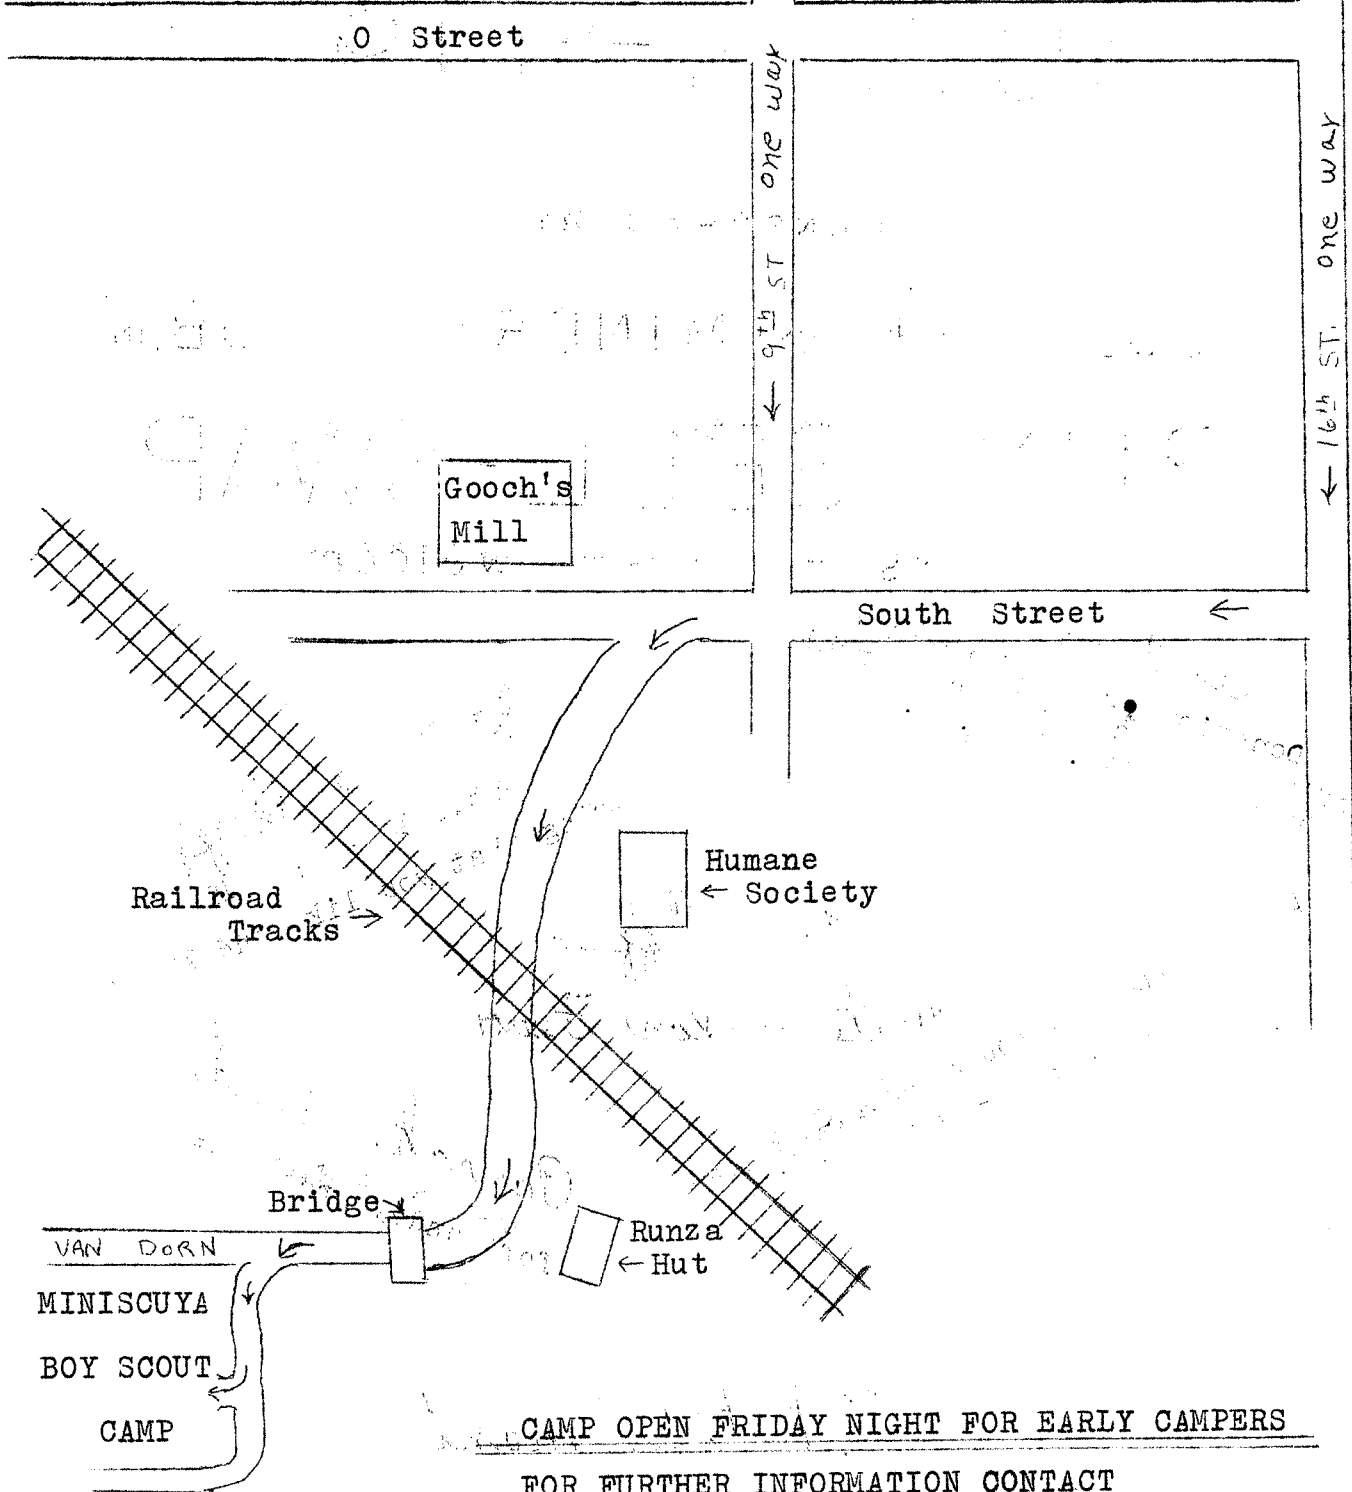 O Street
9th ST one way
16th ST. one way
Gooch's
Mill
South Street
Humane
Society
Railroad
Tracks
Bridge
Runza
Hut
VAN DORN
MINISCUYA
BOY SCOUT
CAMP
CAMP OPEN FRIDAY NIGHT FOR EARLY CAMPERS
FOR FURTHER INFORMATION CONTACT